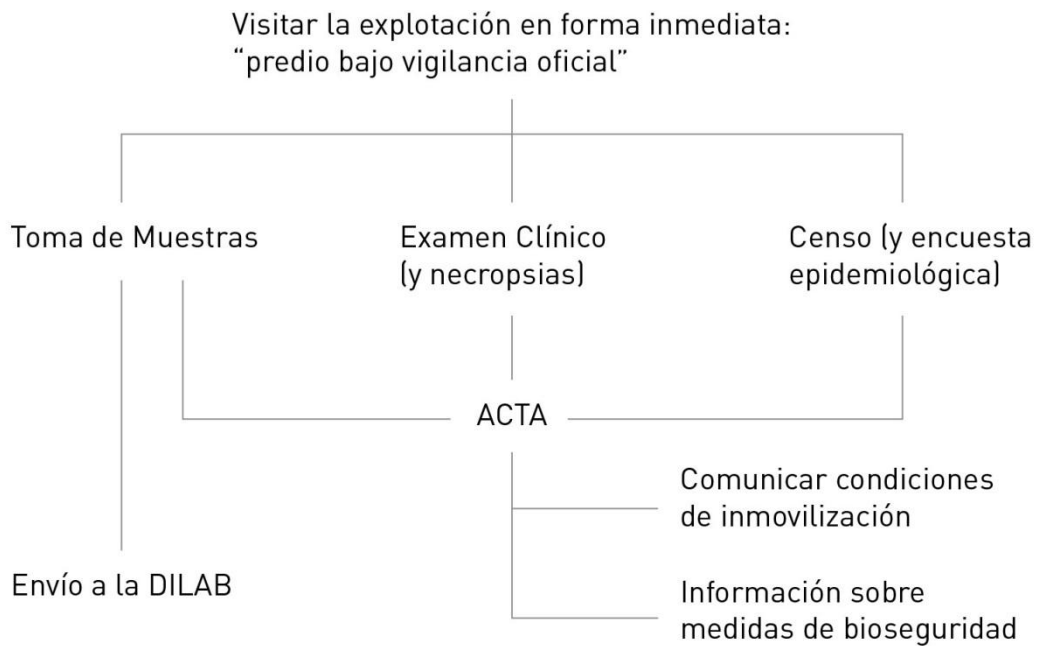 Visitar la explotación en forma inmediata:
“predio bajo vigilancia oficial”
Toma de Muestras
Examen Clínico
(y necropsias)
Censo (y encuesta
epidemiológica)
ACTA
Comunicar condiciones
de inmovilización
Envío a la DILAB
Información sobre
medidas de bioseguridad